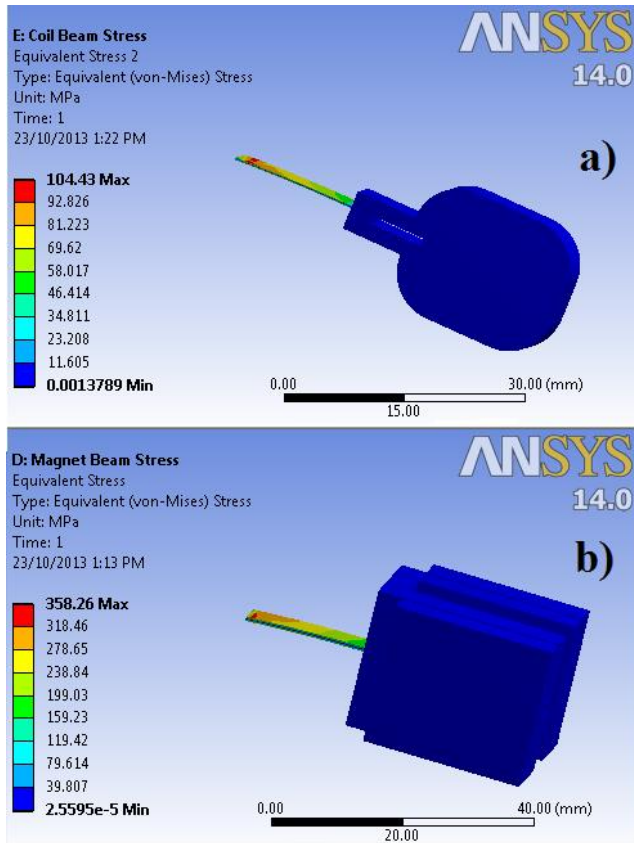 E: Coil Beam Stress
Equivalent Stress 2
Type: Equivalent (von-Mises) Stress
Unit: MPa
Time: 1
23/10/2013 1:22 PM
ANSYS
14.0
a)
104.43 Max
92.826
81.223
69.62
58.017
46.414
34.811
23.208
11.605
0.0013789 Min
0.00 30.00 (mm)
15.00
D: Magnet Beam Stress
Equivalent Stress
Type: Equivalent (von-Mises) Stress
Unit: MPa
Time: 1
23/10/2013 1:13 PM
ANSYS
14.0
b)
358.26 Max
318.46
278.65
238.84
199.03
159.23
119.42
79.614
39.807
2.5595e-5 Min
0.00 40.00 (mm)
20.00